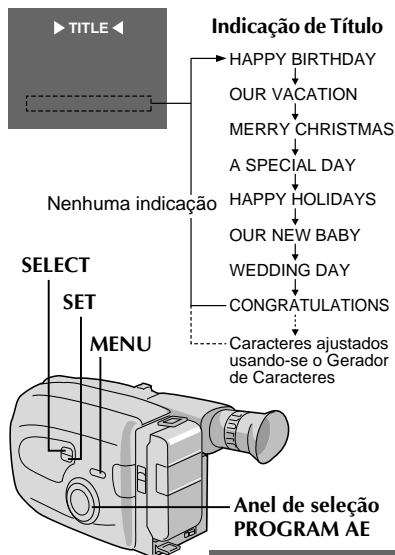 ▶ TITLE ◀
Indicação de Título
HAPPY BIRTHDAY
OUR VACATION
MERRY CHRISTMAS
A SPECIAL DAY
Nenhuma indicação
HAPPY HOLIDAYS
OUR NEW BABY
WEDDING DAY
CONGRATULATIONS
Caracteres ajustados
usando-se o Gerador
de Caracteres
SELECT
SET
MENU
Anel de seleção
PROGRAM AE